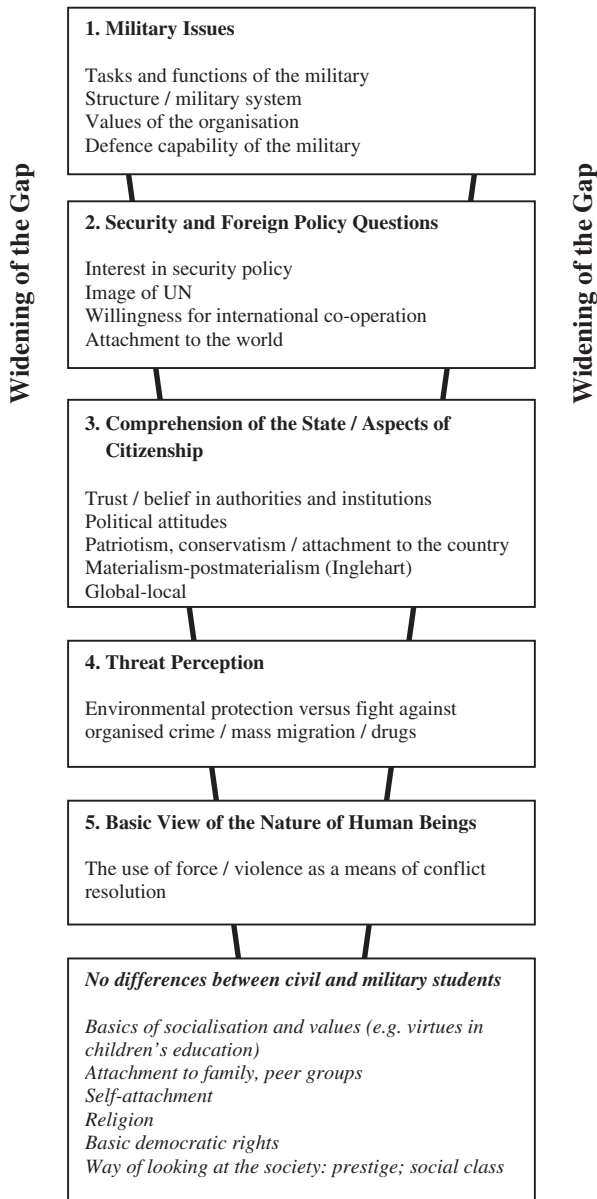 1. Military Issues
Tasks and functions of the military
Structure / military system
Values of the organisation
Defence capability of the military
Widening of the Gap
Widening of the Gap
2. Security and Foreign Policy Questions
Interest in security policy
Image of UN
Willingness for international co-operation
Attachment to the world
3. Comprehension of the State / Aspects of
Citizenship
Trust / belief in authorities and institutions
Political attitudes
Patriotism, conservatism / attachment to the country
Materialism-postmaterialism (Inglehart)
Global-local
4. Threat Perception
Environmental protection versus fight against
organised crime / mass migration / drugs
5. Basic View of the Nature of Human Beings
The use of force / violence as a means of conflict
resolution
No differences between civil and military students
Basics of socialisation and values (e.g. virtues in
children's education)
Attachment to family, peer groups
Self-attachment
Religion
Basic democratic rights
Way of looking at the society: prestige; social class